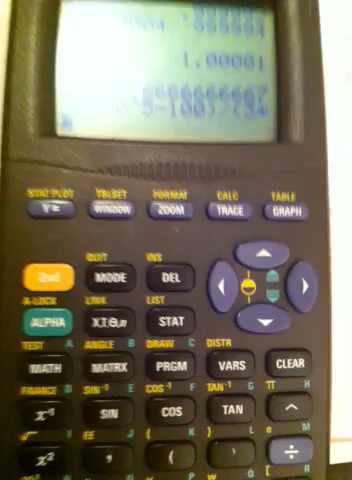 1.00001
STAT PLOT TBLSET FORMAT CALC TABLE
Y= WINDOW ZOOM TRACE GRAPH
QUIT INS
2nd MODE DEL
A-LOCK LINK LIST
ALPHA X,T,θ,n STAT
TEST A ANGLE B DRAW C DISTR
MATH MATRX PRGM VARS CLEAR
FINANCE D SIN⁻¹ E COS⁻¹ F TAN⁻¹ G π H
x⁻¹ SIN COS TAN ^
√ I EE J { K } L e M
x² , ( ) ÷
O P Q [ R